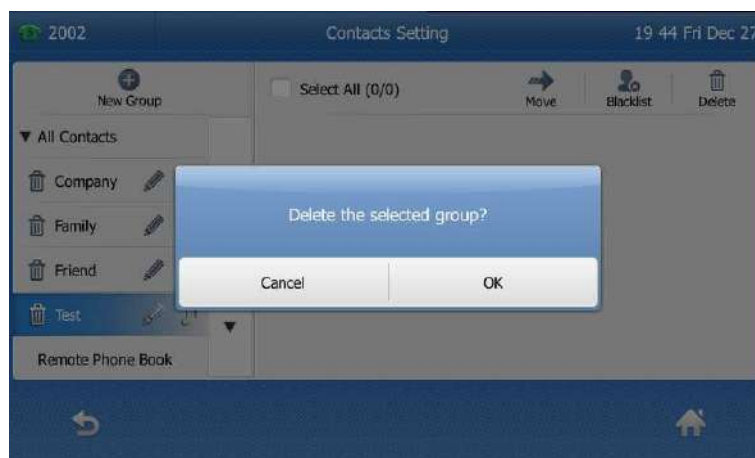 2002
Contacts Setting
19 44 Fri Dec 27
New Group
Select All (0/0)
Move
Blacklist
Delete
All Contacts
Company
Family
Friend
Test
Remote Phone Book
Delete the selected group?
Cancel
OK